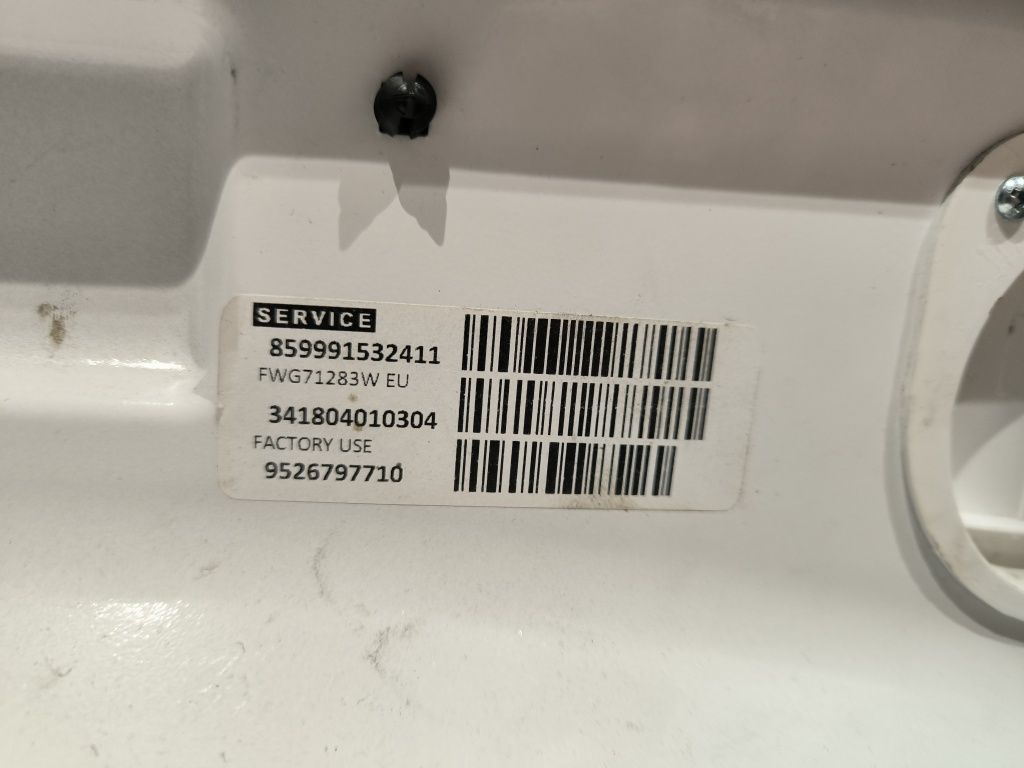 SERVICE
859991532411
FWG71283W EU
341804010304
FACTORY USE
9526797710